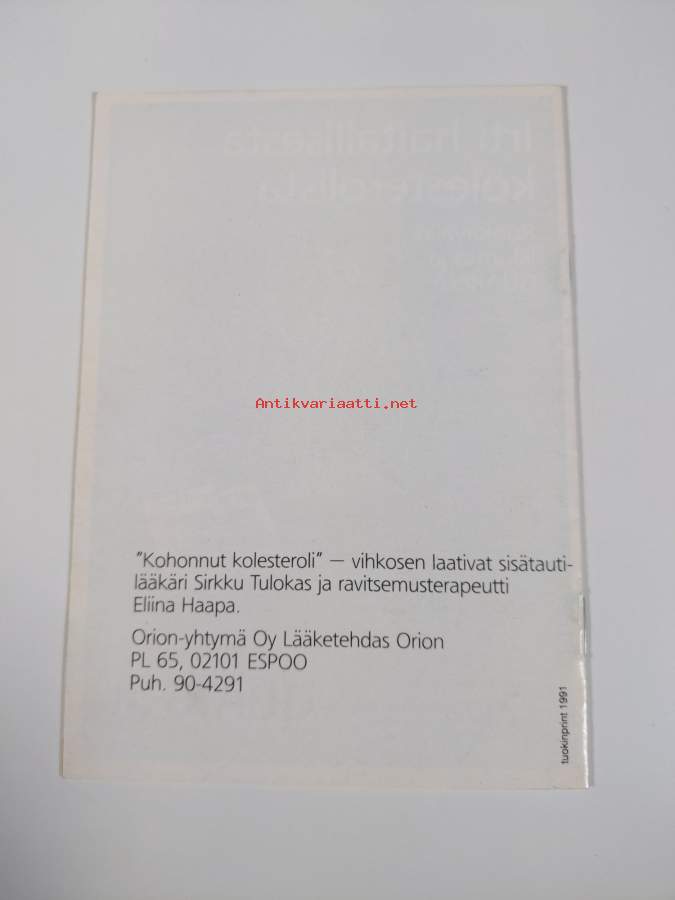 Antikvariaatti.net
"Kohonnut kolesteroli" — vihkosen laativat sisätauti-
lääkäri Sirkku Tulokas ja ravitsemusterapeutti
Eliina Haapa.
Orion-yhtymä Oy Lääketehdas Orion
PL 65, 02101 ESPOO
Puh. 90-4291
tuokinprint 1991